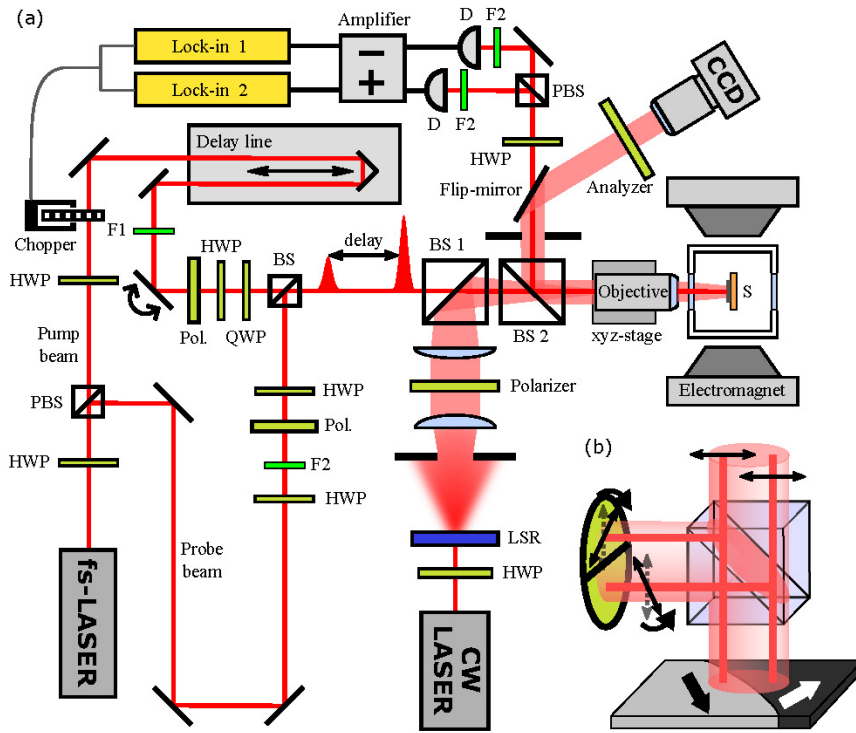 (a)
Amplifier
D
F2
Lock-in 1
Lock-in 2
−
+
D
F2
PBS
CCD
HWP
Analyzer
Flip-mirror
Delay line
Chopper
F1
HWP
HWP
BS
delay
BS 1
BS 2
Objective
S
xyz-stage
Pol.
QWP
Pump
beam
PBS
HWP
Pol.
F2
HWP
Polarizer
Electromagnet
HWP
(b)
Probe
beam
LSR
HWP
fs-LASER
CW
LASER